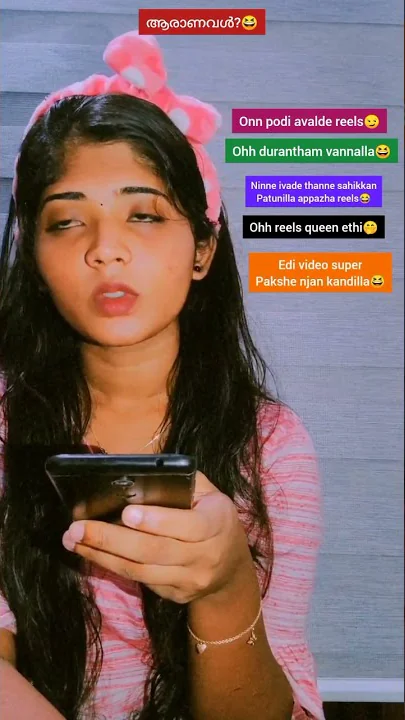 ആരാണവൾ?😂
Onn podi avalde reels😏
Ohh durantham vannalla😆
Ninne ivade thanne sahikkan
Patunilla appazha reels😂
Ohh reels queen ethi🤭
Edi video super
Pakshe njan kandilla😆